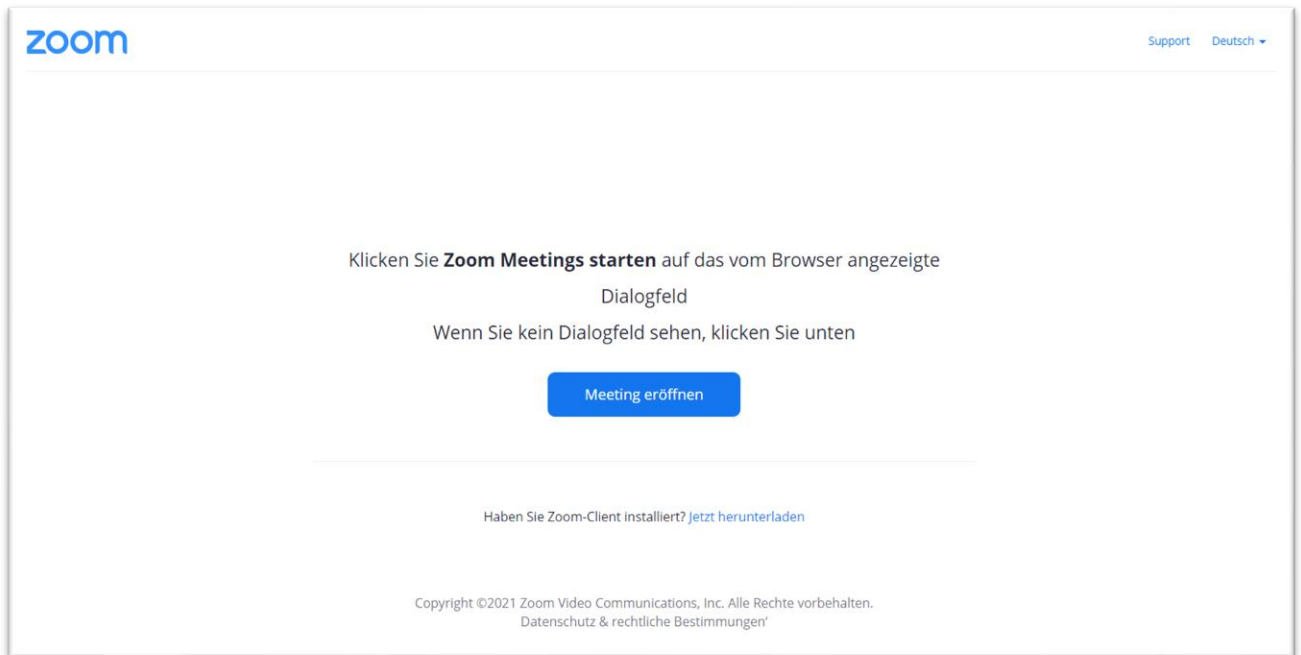 zoom
Support Deutsch
Klicken Sie Zoom Meetings starten auf das vom Browser angezeigte
Dialogfeld
Wenn Sie kein Dialogfeld sehen, klicken Sie unten
Meeting eröffnen
Haben Sie Zoom-Client installiert? Jetzt herunterladen
Copyright ©2021 Zoom Video Communications, Inc. Alle Rechte vorbehalten.
Datenschutz & rechtliche Bestimmungen'